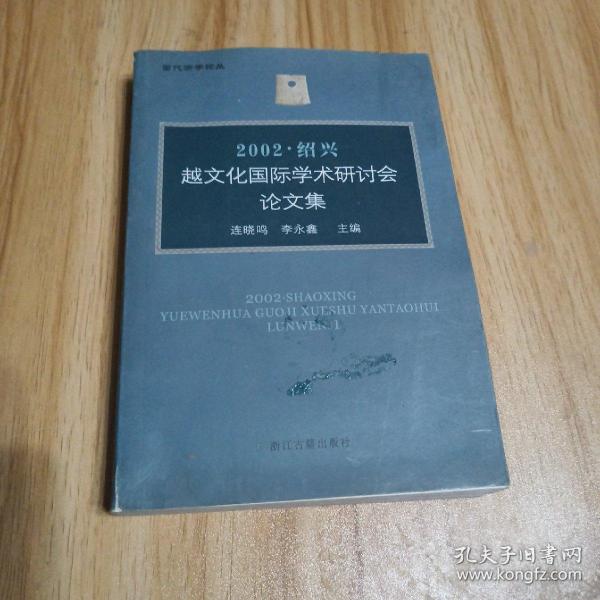 当代浙学论丛
2002·绍兴
越文化国际学术研讨会
论文集
连晓鸣 李永鑫 主编
2002·SHAOXING
YUEWENHUA GUOJI XUESHU YANTAOHUI
LUNWENJI
浙江古籍出版社
孔夫子旧书网
www.kongfz.com